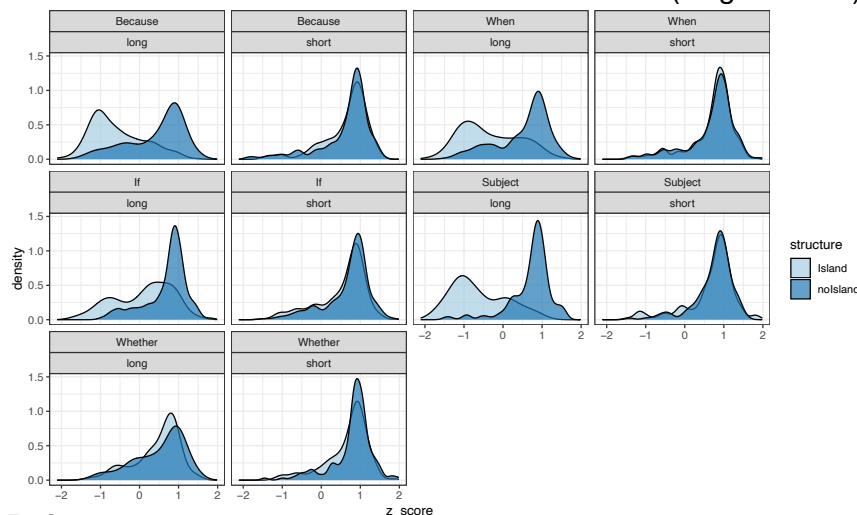 Because Because When When
long short long short
1.5
1.0
0.5
0.0
If If Subject Subject
long short long short
1.5
1.0
0.5
0.0
−2 −1 0 1 2 −2 −1 0 1 2
Whether Whether
long short
1.5
1.0
0.5
0.0
−2 −1 0 1 2 −2 −1 0 1 2
density
z_score
structure
Island
noIsland